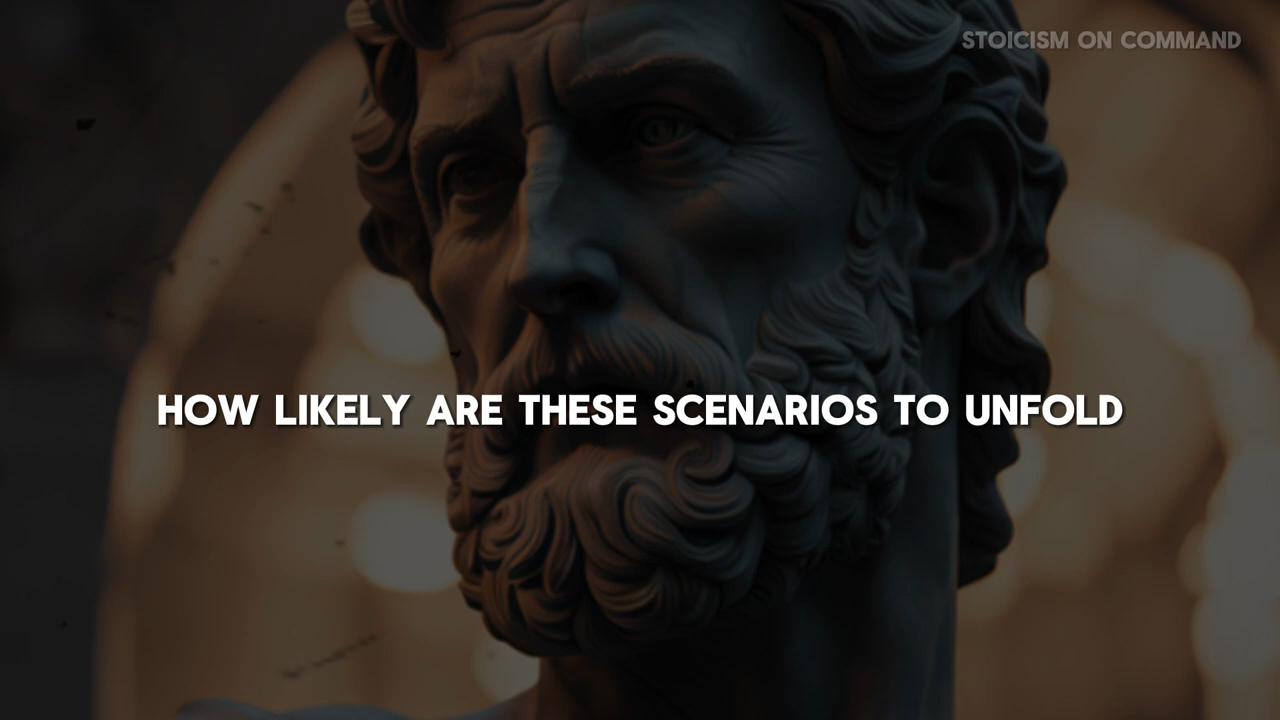 STOICISM ON COMMAND
HOW LIKELY ARE THESE SCENARIOS TO UNFOLD